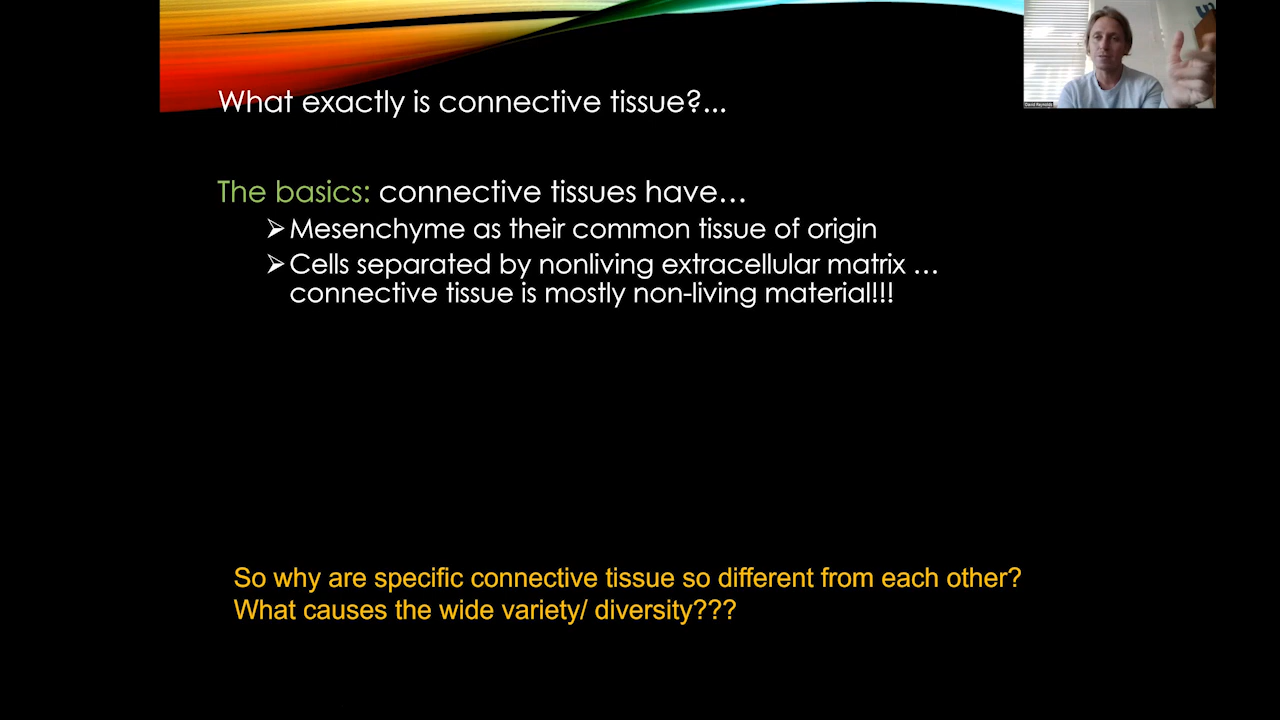 What exactly is connective tissue?...
The basics: connective tissues have…
➢Mesenchyme as their common tissue of origin
➢Cells separated by nonliving extracellular matrix …
connective tissue is mostly non-living material!!!
So why are specific connective tissue so different from each other?
What causes the wide variety/ diversity???
David Reynolds